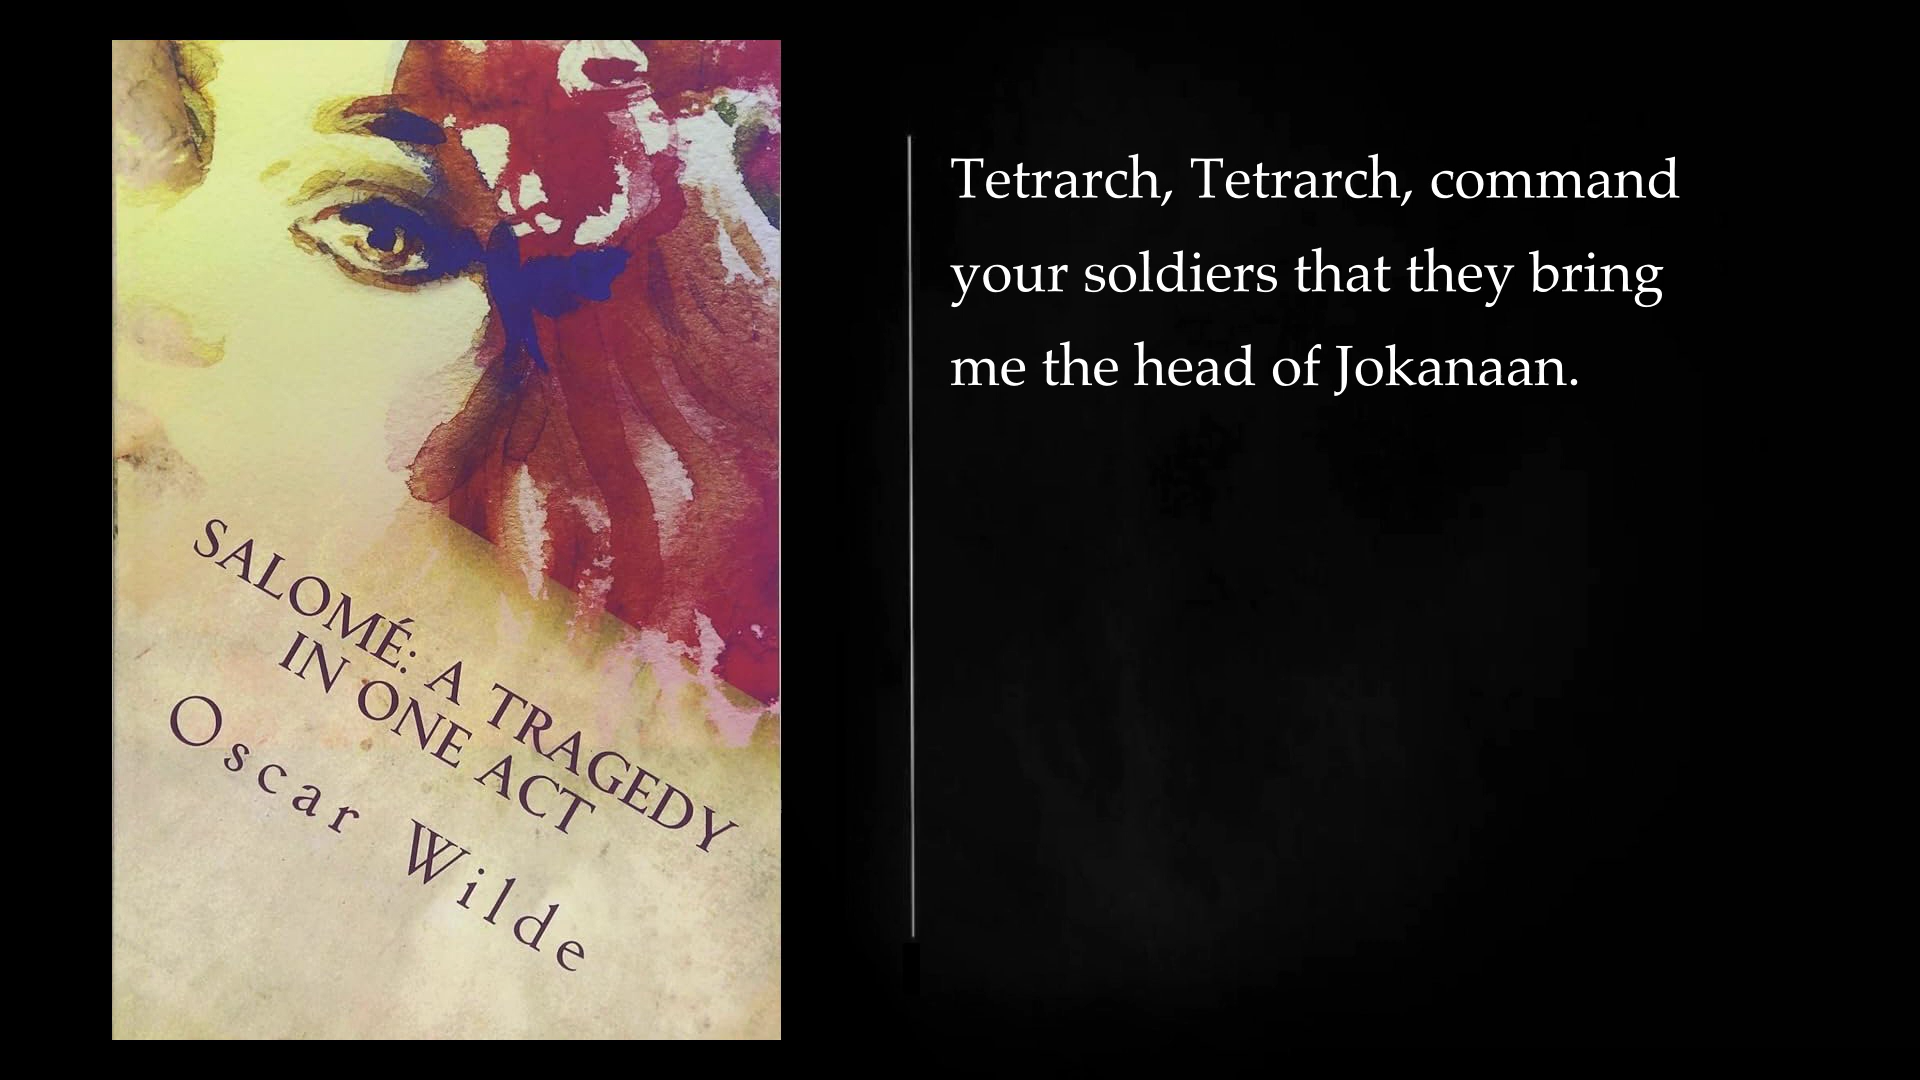 SALOMÉ: A TRAGEDY
IN ONE ACT
Oscar Wilde
Tetrarch, Tetrarch, command
your soldiers that they bring
me the head of Jokanaan.